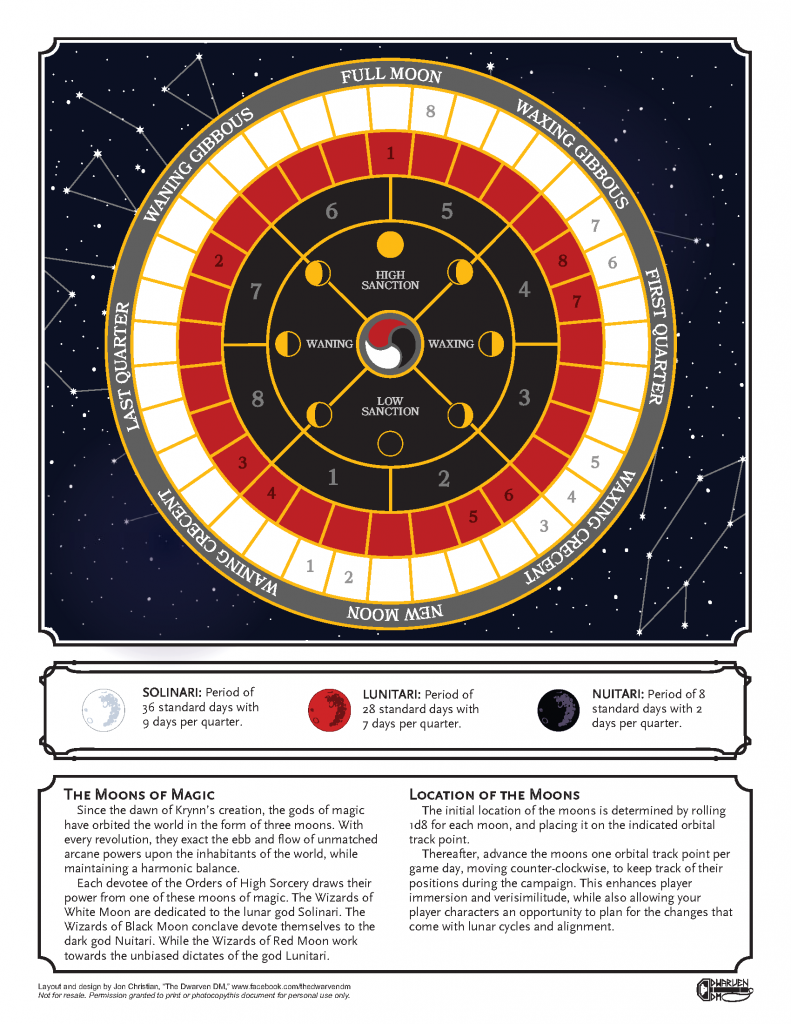 FULL MOON
WANING GIBBOUS
WAXING GIBBOUS
8
1
6
5
7
2
8
6
7
7
4
HIGH
SANCTION
LAST QUARTER
FIRST QUARTER
WANING
WAXING
8
3
LOW
SANCTION
3
5
4
1
2
6
4
5
3
WANING CRECENT
WAXING CRECENT
1
2
NEW MOON
SOLINARI: Period of
36 standard days with
9 days per quarter.
LUNITARI: Period of
28 standard days with
7 days per quarter.
NUITARI: Period of 8
standard days with 2
days per quarter.
The Moons of Magic
Since the dawn of Krynn's creation, the gods of magic
have orbited the world in the form of three moons. With
every revolution, they exact the ebb and flow of unmatched
arcane powers upon the inhabitants of the world, while
maintaining a harmonic balance.
Each devotee of the Orders of High Sorcery draws their
power from one of these moons of magic. The Wizards of
White Moon are dedicated to the lunar god Solinari. The
Wizards of Black Moon conclave devote themselves to the
dark god Nuitari. While the Wizards of Red Moon work
towards the unbiased dictates of the god Lunitari.
Location of the Moons
The initial location of the moons is determined by rolling
1d8 for each moon, and placing it on the indicated orbital
track point.
Thereafter, advance the moons one orbital track point per
game day, moving counter-clockwise, to keep track of their
positions during the campaign. This enhances player
immersion and verisimilitude, while also allowing your
player characters an opportunity to plan for the changes that
come with lunar cycles and alignment.
Layout and design by Jon Christian, "The Dwarven DM," www.facebook.com/thedwarvendm
Not for resale. Permission granted to print or photocopythis document for personal use only.
DWARVEN
DM